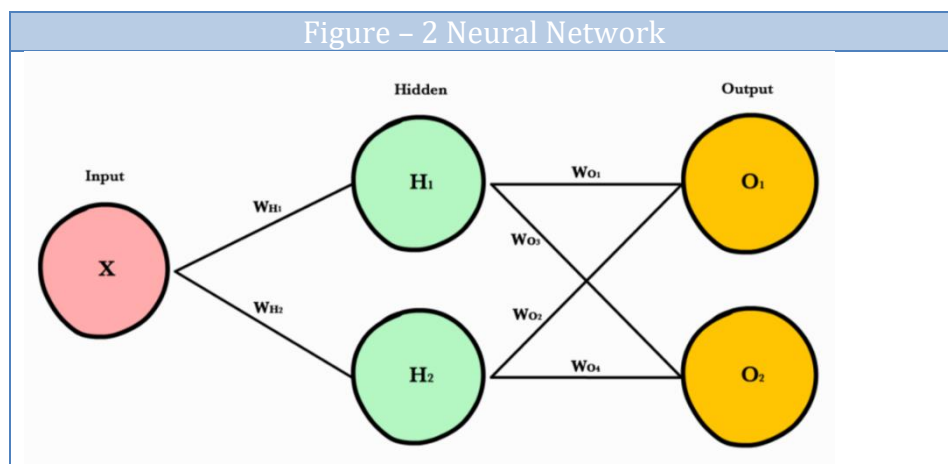 Figure – 2 Neural Network
Hidden
Output
Input
H₁
O₁
X
H₂
O₂
WH₁
WH₂
WO₁
WO₃
WO₂
WO₄